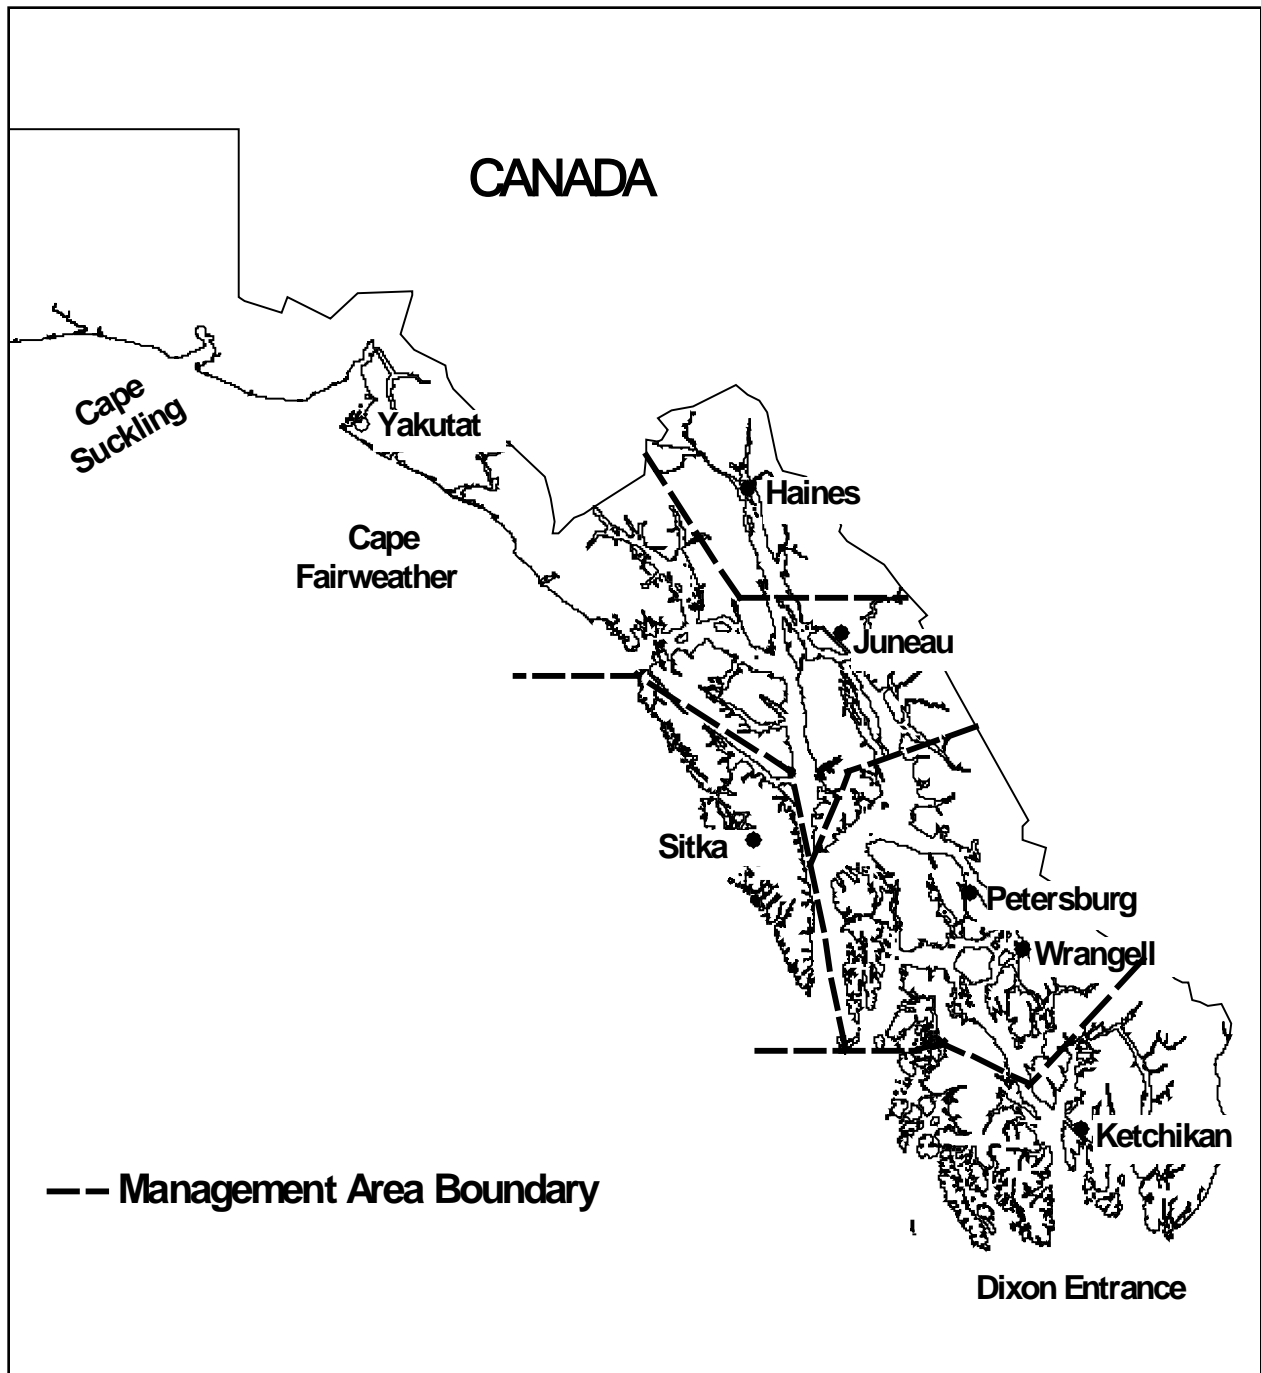 CANADA
Cape
Suckling
Yakutat
Haines
Cape
Fairweather
Juneau
Sitka
Petersburg
Wrangell
Ketchikan
Management Area Boundary
Dixon Entrance